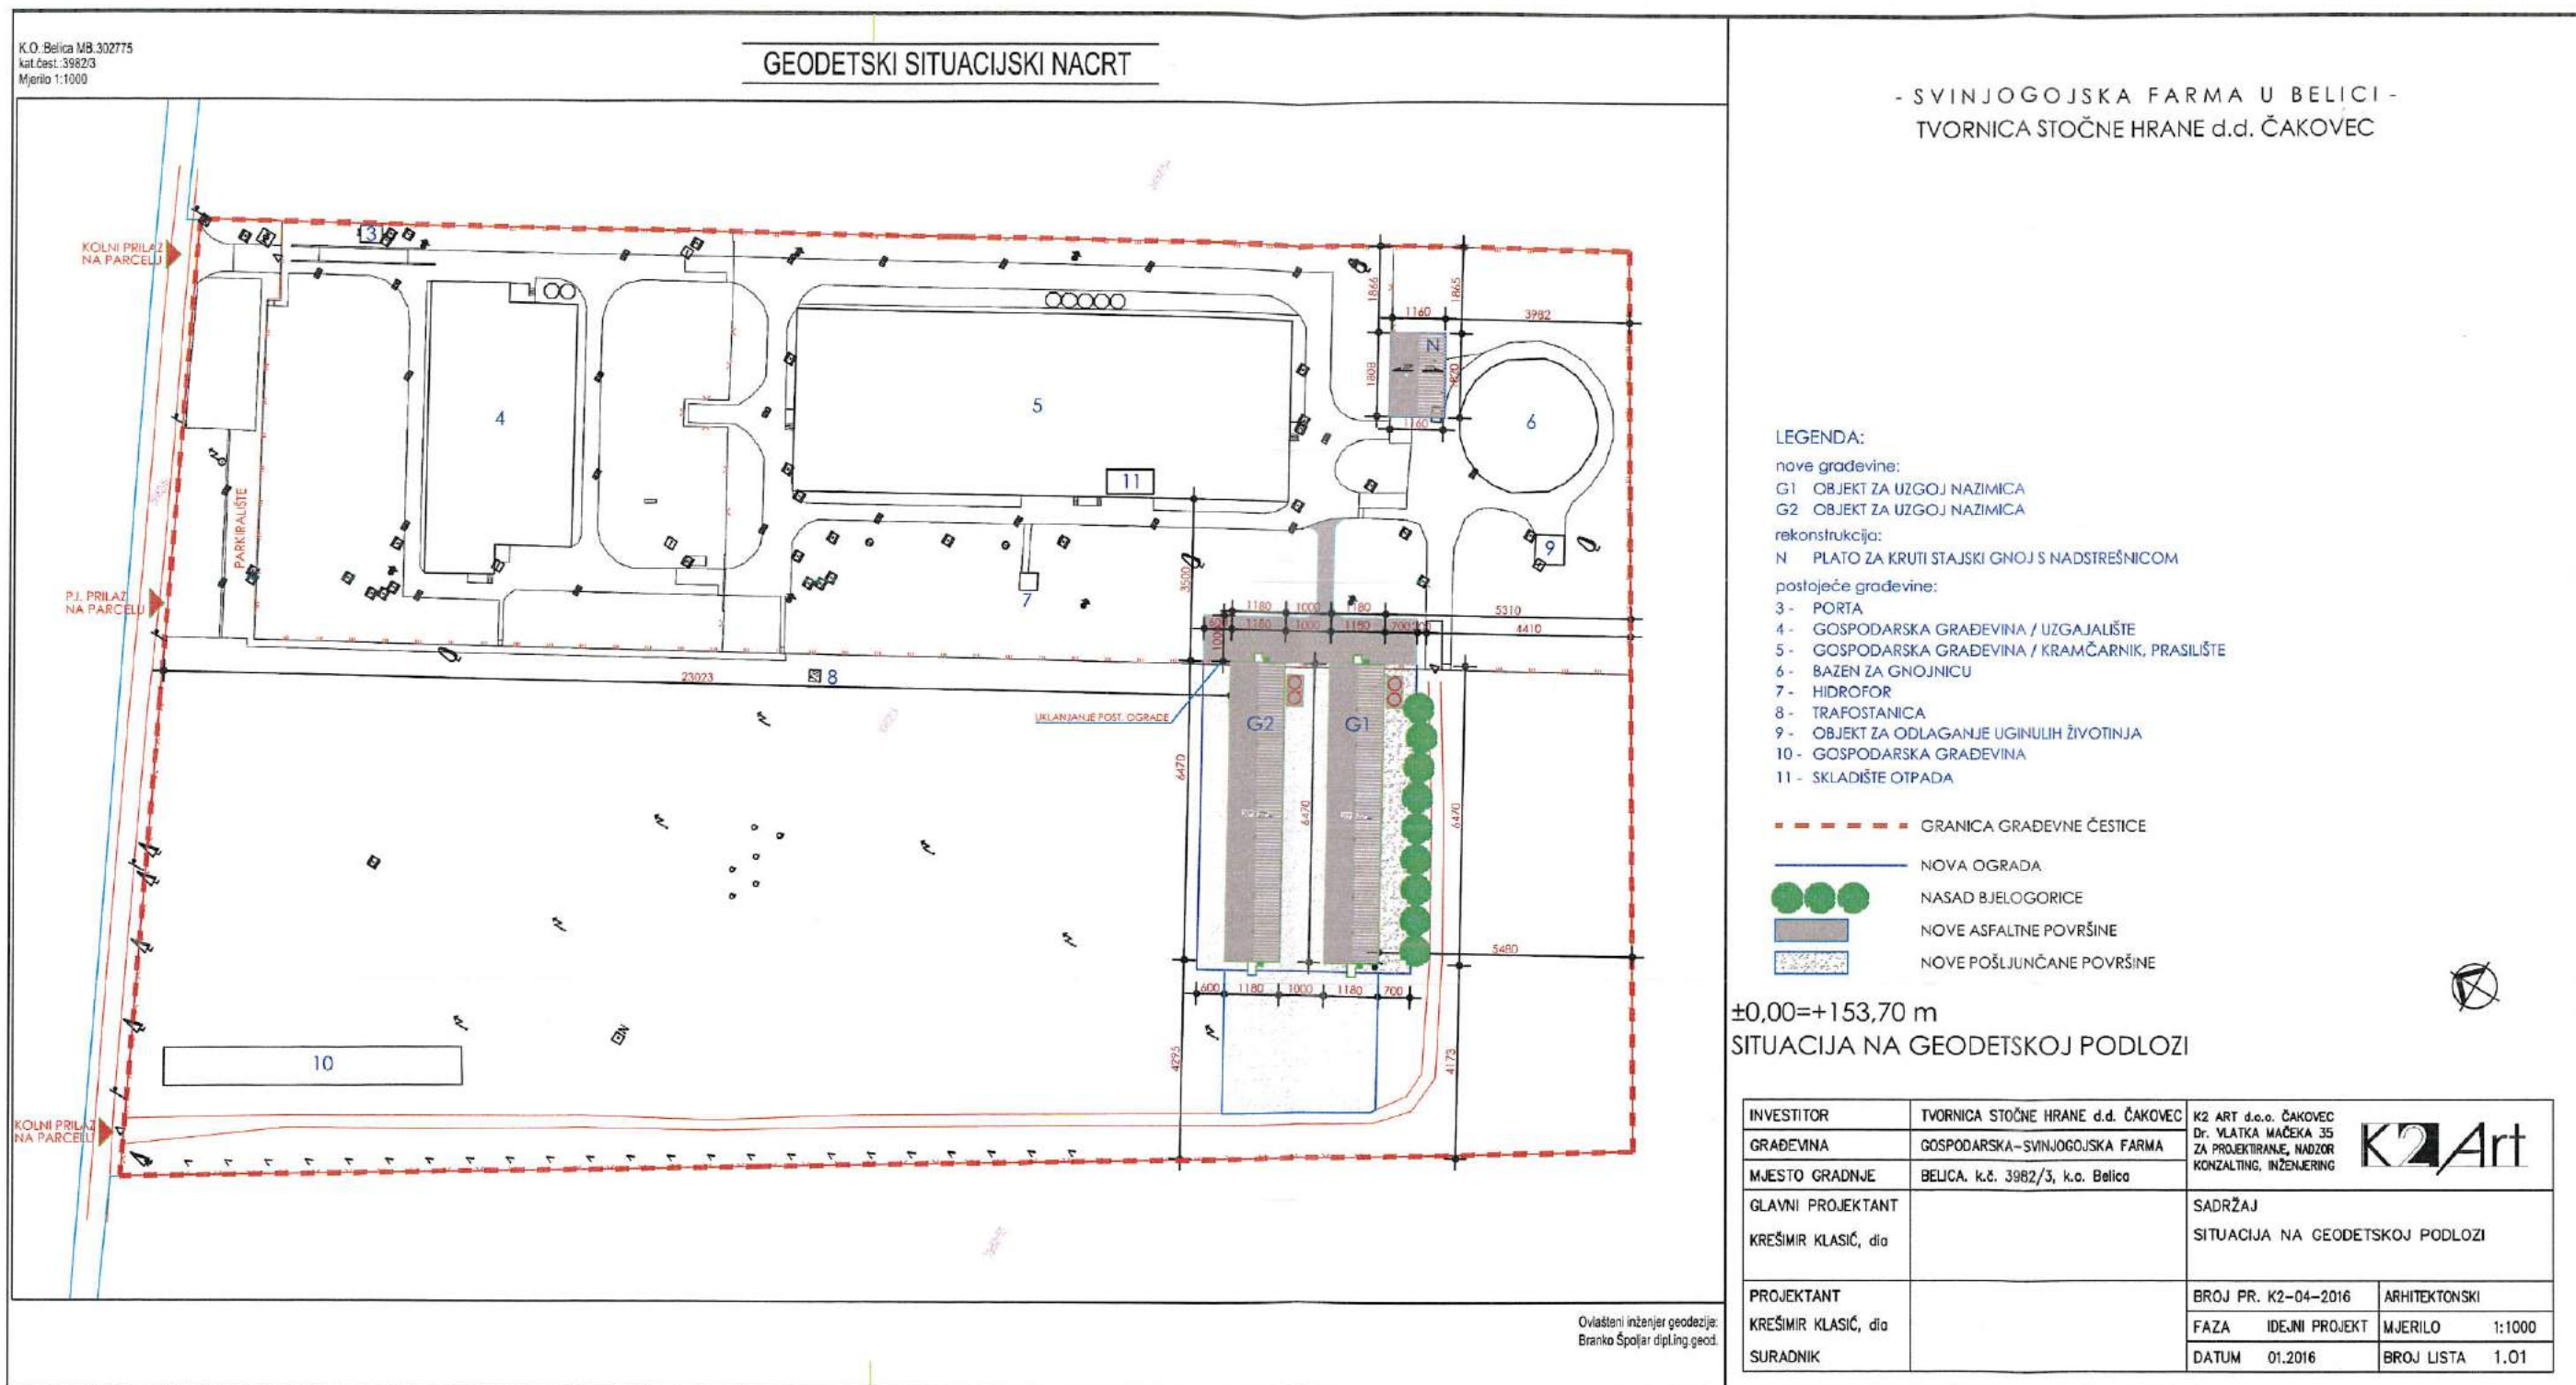 K.O.:Belica MB:302775
kat.čest.:3982/3
Mjerilo 1:1000
GEODETSKI SITUACIJSKI NACRT
- SVINJOGOJSKA FARMA U BELICI -
TVORNICA STOČNE HRANE d.d. ČAKOVEC
KOLNI PRILAZ
NA PARCELU
3
4
5
11
6
N
1866
1865
1160
3982
1808
1820
1160
9
PARKIRALIŠTE
PJ. PRILAZ
NA PARCELU
7
3500
1180
1000
1180
5310
600
1180
1000
1180
700
4410
1000
23023
8
UKLANJANJE POST. OGRADE
G2
G1
6470
6470
6470
5480
600
1180
1000
1180
700
4295
4173
10
KOLNI PRILAZ
NA PARCELU
LEGENDA:
nove građevine:
G1 OBJEKT ZA UZGOJ NAZIMICA
G2 OBJEKT ZA UZGOJ NAZIMICA
rekonstrukcija:
N PLATO ZA KRUTI STAJSKI GNOJ S NADSTREŠNICOM
postojeće građevine:
3 - PORTA
4 - GOSPODARSKA GRAĐEVINA / UZGAJALIŠTE
5 - GOSPODARSKA GRAĐEVINA / KRAMČARNIK, PRASILIŠTE
6 - BAZEN ZA GNOJNICU
7 - HIDROFOR
8 - TRAFOSTANICA
9 - OBJEKT ZA ODLAGANJE UGINULIH ŽIVOTINJA
10 - GOSPODARSKA GRAĐEVINA
11 - SKLADIŠTE OTPADA
GRANICA GRAĐEVNE ČESTICE
NOVA OGRADA
NASAD BJELOGORICE
NOVE ASFALTNE POVRŠINE
NOVE POŠLJUNČANE POVRŠINE
±0,00=+153,70 m
SITUACIJA NA GEODETSKOJ PODLOZI
INVESTITOR TVORNICA STOČNE HRANE d.d. ČAKOVEC
GRAĐEVINA GOSPODARSKA-SVINJOGOJSKA FARMA
MJESTO GRADNJE BELICA. k.č. 3982/3, k.o. Belica
K2 ART d.o.o. ČAKOVEC
Dr. VLATKA MAČEKA 35
ZA PROJEKTIRANJE, NADZOR
KONZALTING, INŽENJERING
K2 Art
GLAVNI PROJEKTANT
KREŠIMIR KLASIĆ, dia
SADRŽAJ
SITUACIJA NA GEODETSKOJ PODLOZI
PROJEKTANT
KREŠIMIR KLASIĆ, dia
SURADNIK
BROJ PR. K2-04-2016 ARHITEKTONSKI
FAZA IDEJNI PROJEKT MJERILO 1:1000
DATUM 01.2016 BROJ LISTA 1.01
Ovlašteni inženjer geodezije:
Branko Špoljar dipl.ing.geod.